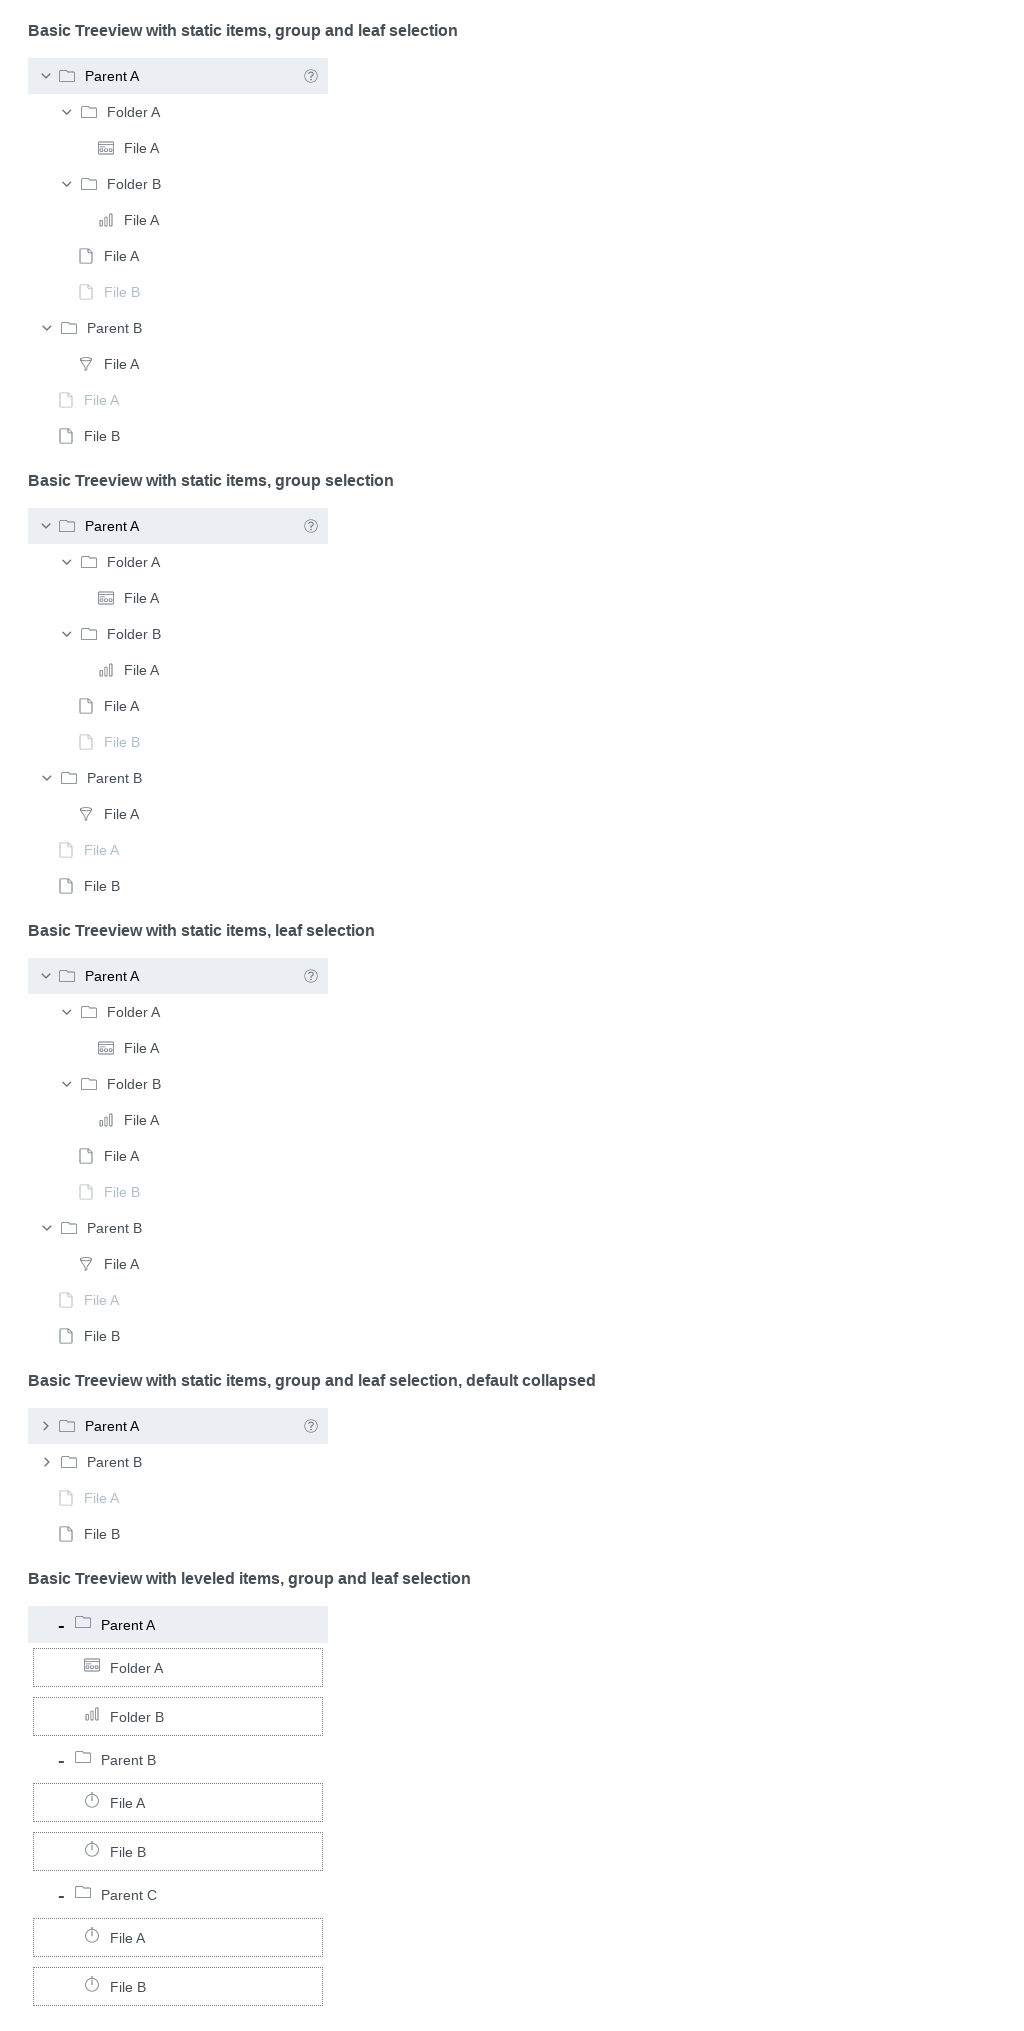 Basic Treeview with static items, group and leaf selection
Parent A
Folder A
File A
Folder B
File A
File A
File B
Parent B
File A
File A
File B
Basic Treeview with static items, group selection
Parent A
Folder A
File A
Folder B
File A
File A
File B
Parent B
File A
File A
File B
Basic Treeview with static items, leaf selection
Parent A
Folder A
File A
Folder B
File A
File A
File B
Parent B
File A
File A
File B
Basic Treeview with static items, group and leaf selection, default collapsed
Parent A
Parent B
File A
File B
Basic Treeview with leveled items, group and leaf selection
- Parent A
Folder A
Folder B
- Parent B
File A
File B
- Parent C
File A
File B